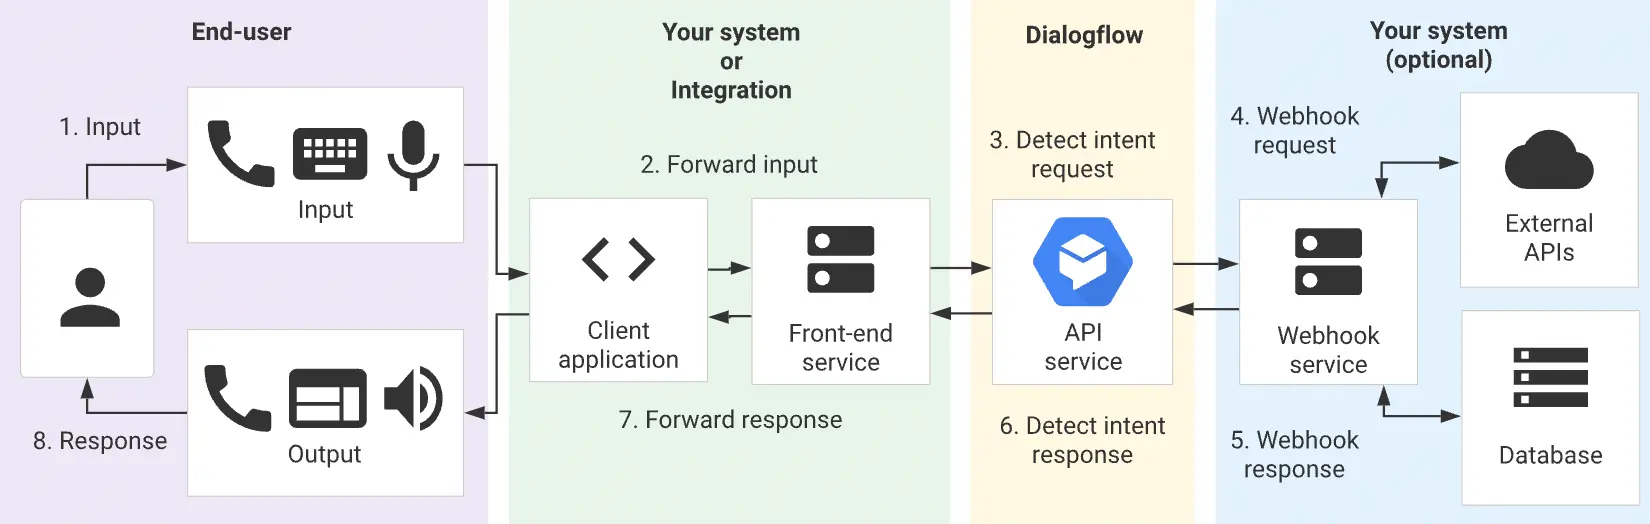 End-user
1. Input
Input
8. Response
Output
Your system
or
Integration
2. Forward input
Client
application
Front-end
service
7. Forward response
Dialogflow
3. Detect intent
request
API
service
6. Detect intent
response
Your system
(optional)
4. Webhook
request
External
APIs
Webhook
service
5. Webhook
response
Database